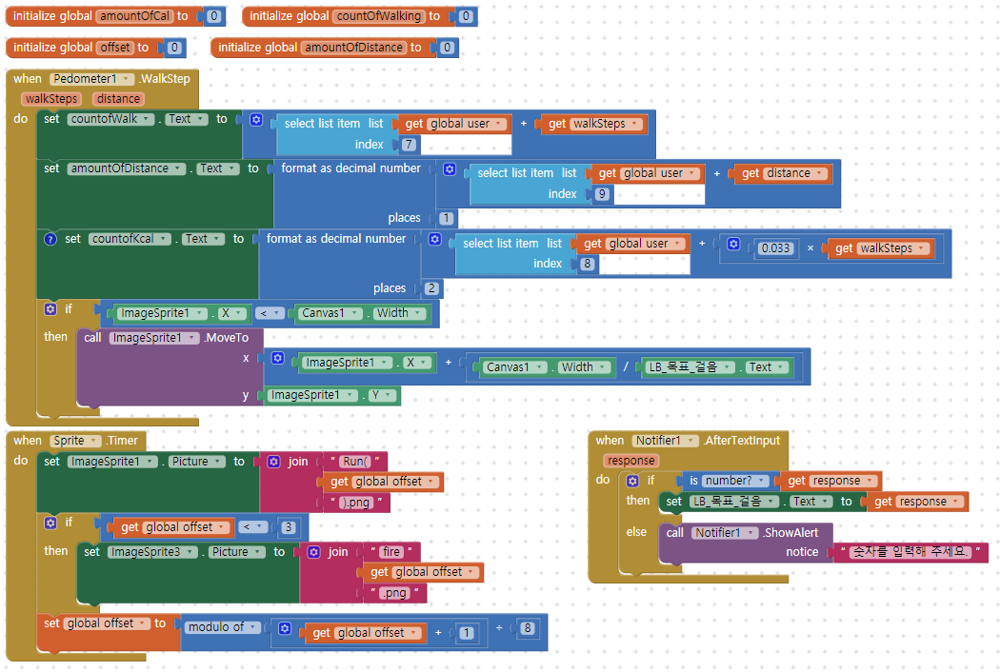 initialize global amountOfCal to 0 initialize global countOfWalking to 0
initialize global offset to 0 initialize global amountOfDistance to 0
when Pedometer1 .WalkStep
walkSteps distance
do set countofWalk . Text to select list item list get global user + get walkSteps
index 7
set amountOfDistance . Text to format as decimal number select list item list get global user + get distance
index 9
places 1
? set countofKcal . Text to format as decimal number select list item list get global user + 0.033 × get walkSteps
index 8
places 2
if ImageSprite1 . X < Canvas1 . Width
then call ImageSprite1 .MoveTo
x ImageSprite1 . X + Canvas1 . Width / LB_목표_걸음 . Text
y ImageSprite1 . Y
when Sprite .Timer
do set ImageSprite1 . Picture to join " Run( "
get global offset
" ).png "
if get global offset < 3
then set ImageSprite3 . Picture to join " fire "
get global offset
" .png "
set global offset to modulo of get global offset + 1 ÷ 8
when Notifier1 .AfterTextInput
response
do if is number? get response
then set LB_목표_걸음 . Text to get response
else call Notifier1 .ShowAlert
notice " 숫자를 입력해 주세요. "